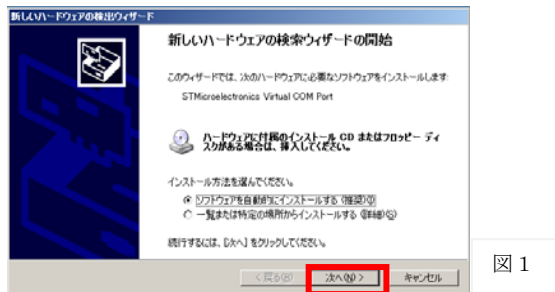 新しいハードウェアの検出ウィザード
新しいハードウェアの検索ウィザードの開始
このウィザードでは、次のハードウェアに必要なソフトウェアをインストールします:
STMicroelectronics Virtual COM Port
ハードウェアに付属のインストール CD またはフロッピー ディ
スクがある場合は、挿入してください。
インストール方法を選んでください。
ソフトウェアを自動的にインストールする (推奨)(I)
一覧または特定の場所からインストールする (詳細)(S)
続行するには、[次へ] をクリックしてください。
< 戻る(B) 次へ(N) > キャンセル
図 1